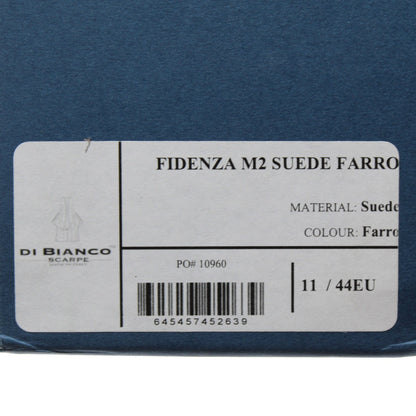 FIDENZA M2 SUEDE FARRO
MATERIAL: Suede
COLOUR: Farro
DI BIANCO
SCARPE
PO# 10960
11 / 44EU
645457452639